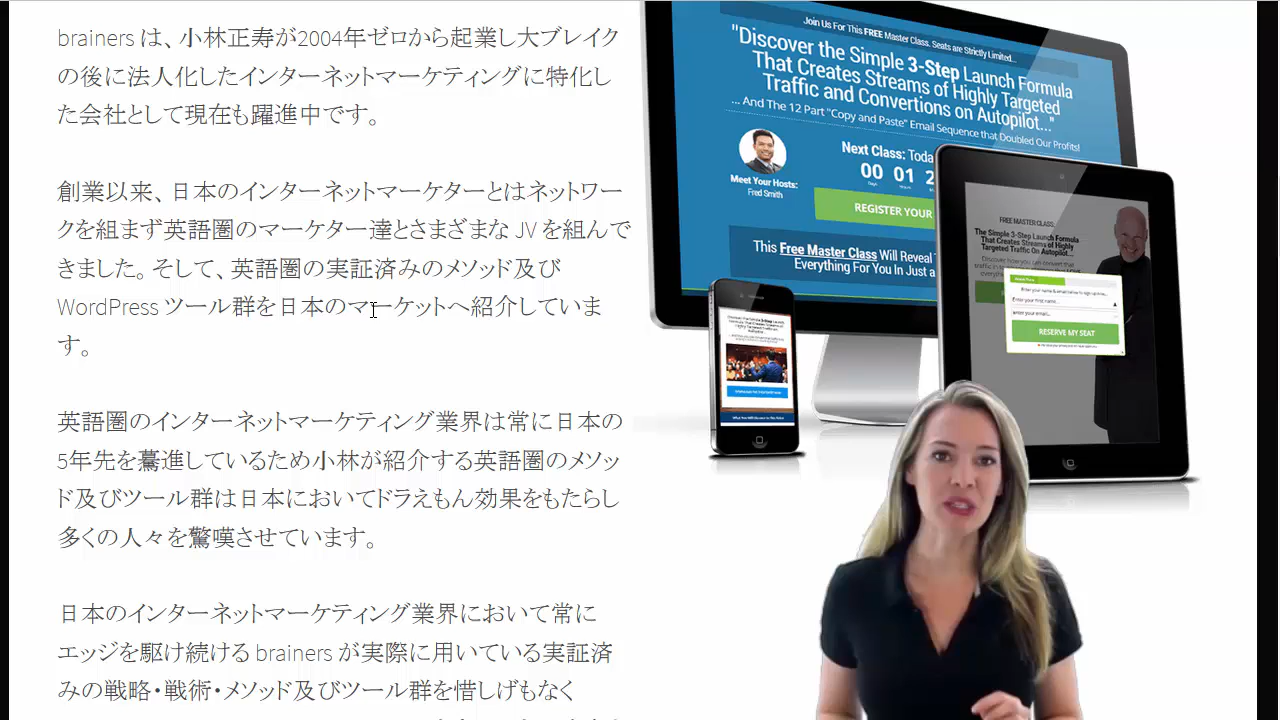 brainers は、小林正寿が2004年ゼロから起業し大ブレイク
の後に法人化したインターネットマーケティングに特化し
た会社として現在も躍進中です。
創業以来、日本のインターネットマーケターとはネットワー
クを組まず英語圏のマーケター達とさまざまな JV を組んで
きました。そして、英語圏の実証済みのメソッド及び
WordPress ツール群を日本のマーケットへ紹介していま
す。
英語圏のインターネットマーケティング業界は常に日本の
5年先を驀進しているため小林が紹介する英語圏のメソッ
ド及びツール群は日本においてドラえもん効果をもたらし
多くの人々を驚嘆させています。
日本のインターネットマーケティング業界において常に
エッジを駆け続ける brainers が実際に用いている実証済
みの戦略・戦術・メソッド及びツール群を惜しげもなく
Join Us For This FREE Master Class. Seats are Strictly Limited...
"Discover the Simple 3-Step Launch Formula
That Creates Streams of Highly Targeted
Traffic and Convertions on Autopilot..."
... And The 12 Part "Copy and Paste" Email Sequence that Doubled Our Profits!
Next Class: Toda
00 01 2
Days
Meet Your Hosts:
Fred Smith
REGISTER YOUR
This Free Master Class Will Reveal
Everything For You In Just a
FREE MASTER CLASS:
The Simple 3-Step Launch Formula
That Creates Streams Of Highly
Targeted Traffic On Autopilot...
Enter your first name...
Enter your email...
RESERVE MY SEAT